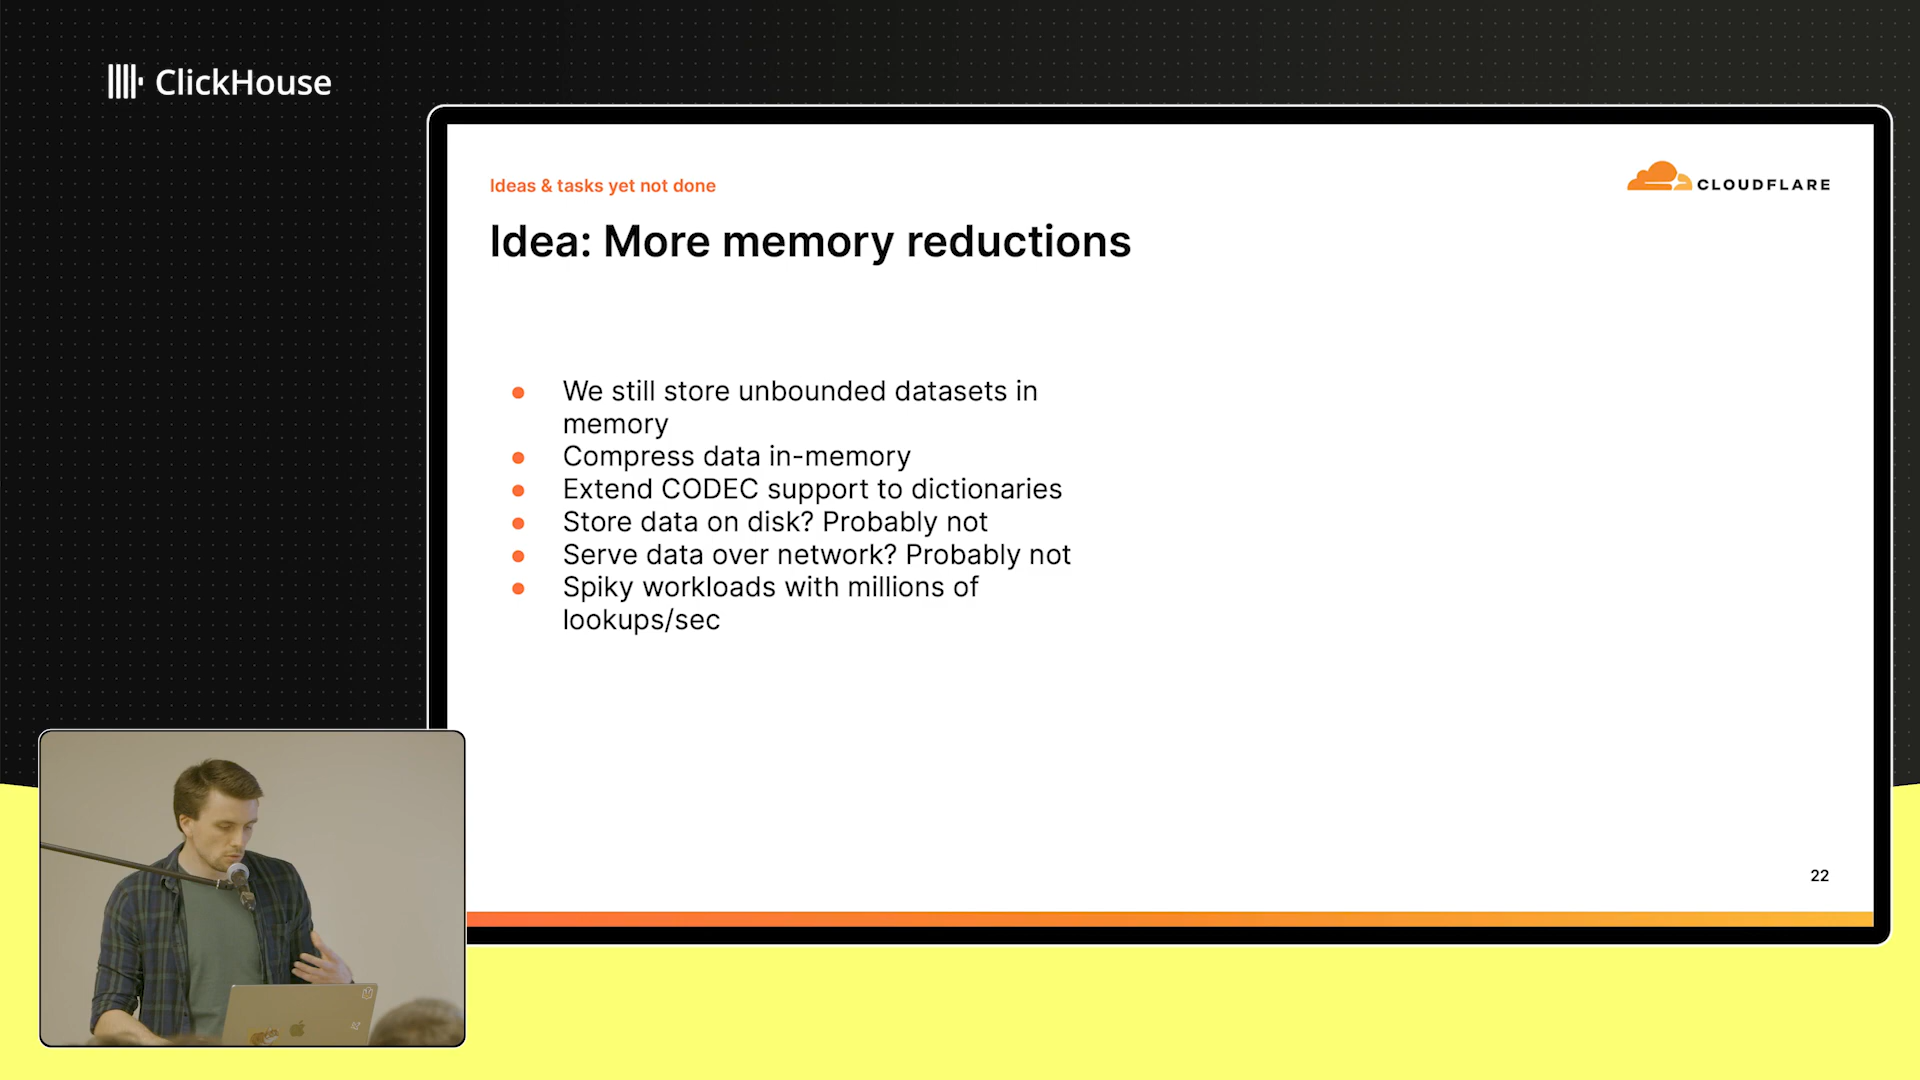 ClickHouse
Ideas & tasks yet not done
CLOUDFLARE
Idea: More memory reductions
● We still store unbounded datasets in
memory
● Compress data in-memory
● Extend CODEC support to dictionaries
● Store data on disk? Probably not
● Serve data over network? Probably not
● Spiky workloads with millions of
lookups/sec
22